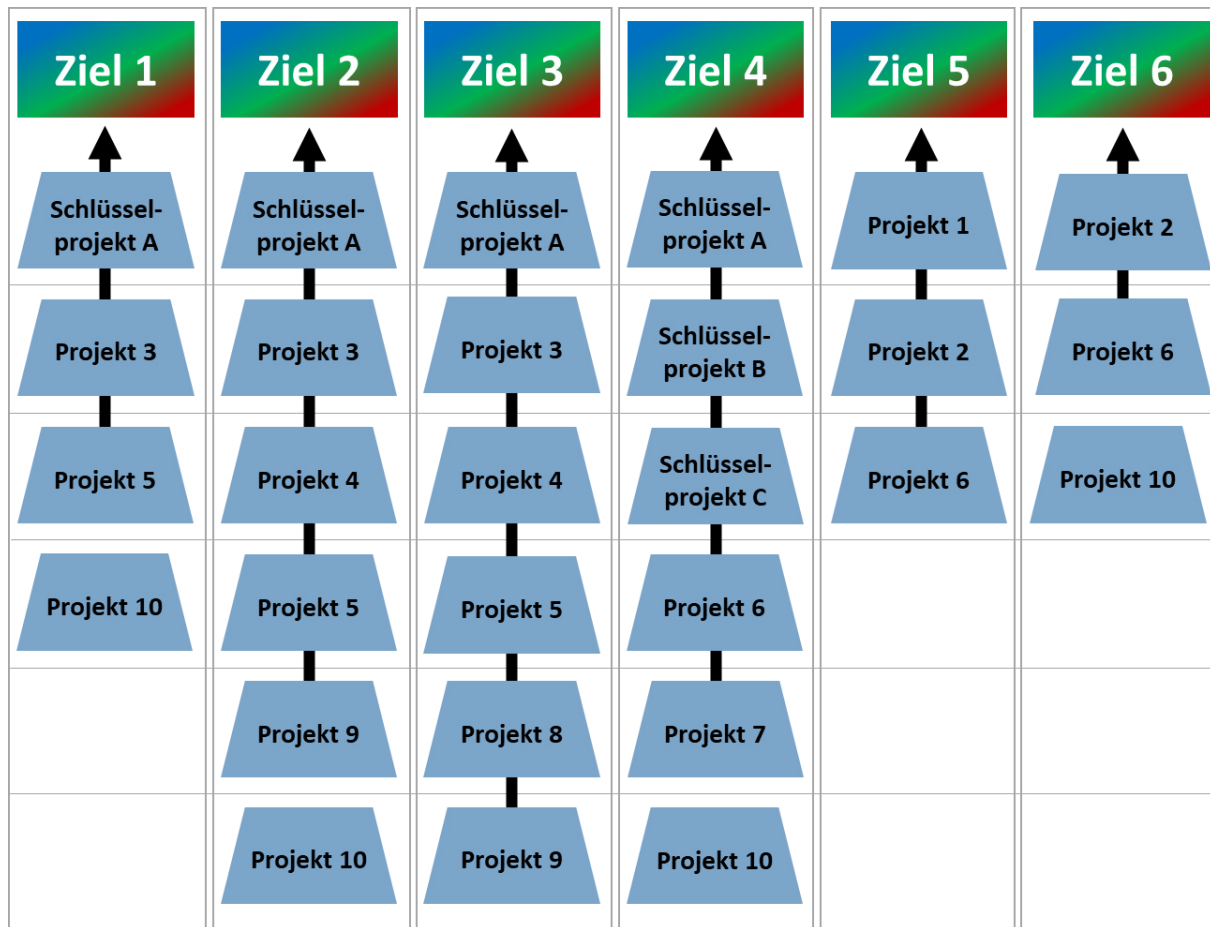 Ziel 1
Ziel 2
Ziel 3
Ziel 4
Ziel 5
Ziel 6
Schlüssel-
projekt A
Schlüssel-
projekt A
Schlüssel-
projekt A
Schlüssel-
projekt A
Projekt 1
Projekt 2
Projekt 3
Projekt 3
Projekt 3
Schlüssel-
projekt B
Projekt 2
Projekt 6
Projekt 5
Projekt 4
Projekt 4
Schlüssel-
projekt C
Projekt 6
Projekt 10
Projekt 10
Projekt 5
Projekt 5
Projekt 6
Projekt 9
Projekt 8
Projekt 7
Projekt 10
Projekt 9
Projekt 10